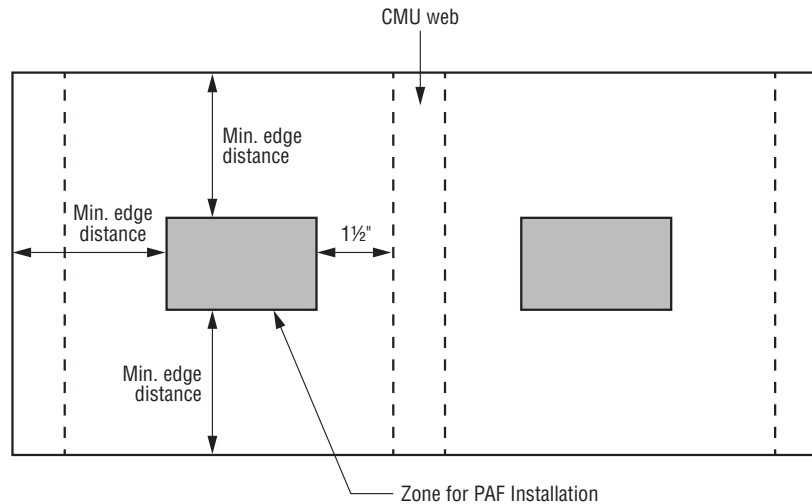 CMU web
Min. edge
distance
Min. edge
distance
1½"
Min. edge
distance
Zone for PAF Installation